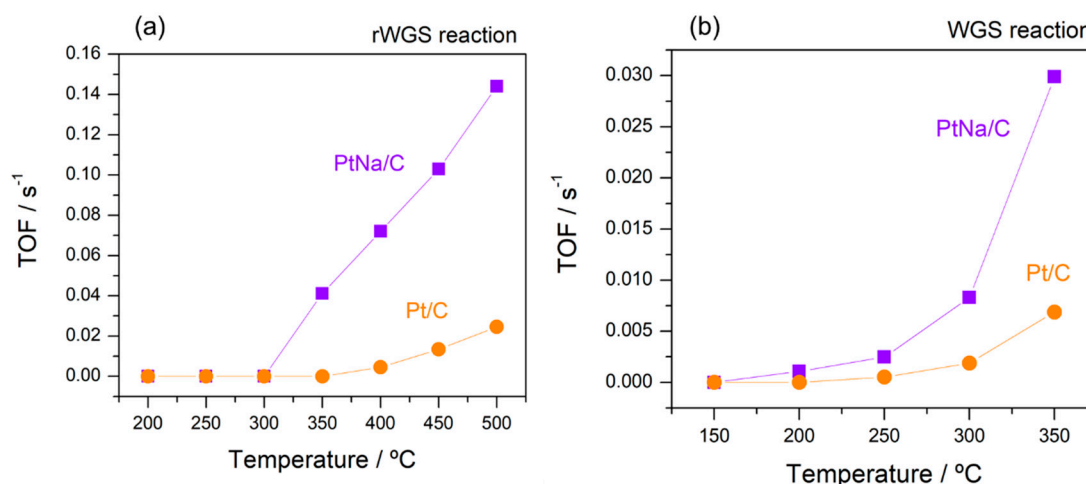 (a)
rWGS reaction
0.16
0.14
0.12
0.10
0.08
0.06
0.04
0.02
0.00
TOF / s⁻¹
PtNa/C
Pt/C
200 250 300 350 400 450 500
Temperature / ºC
(b)
WGS reaction
0.030
0.025
0.020
0.015
0.010
0.005
0.000
TOF / s⁻¹
PtNa/C
Pt/C
150 200 250 300 350
Temperature / ºC